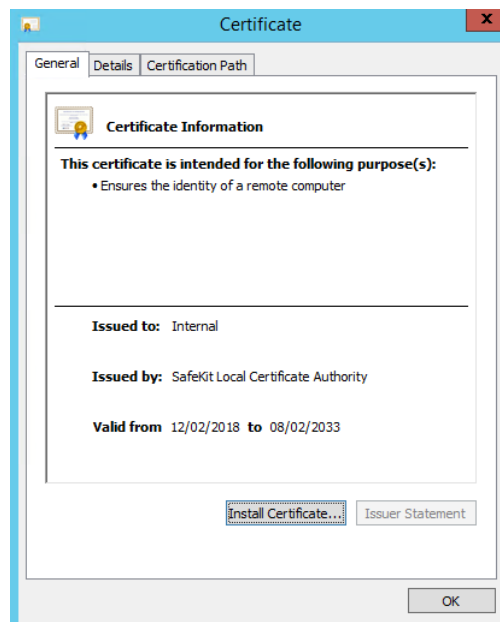 Certificate
x
General Details Certification Path
Certificate Information
This certificate is intended for the following purpose(s):
• Ensures the identity of a remote computer
Issued to: Internal
Issued by: SafeKit Local Certificate Authority
Valid from 12/02/2018 to 08/02/2033
Install Certificate... Issuer Statement
OK